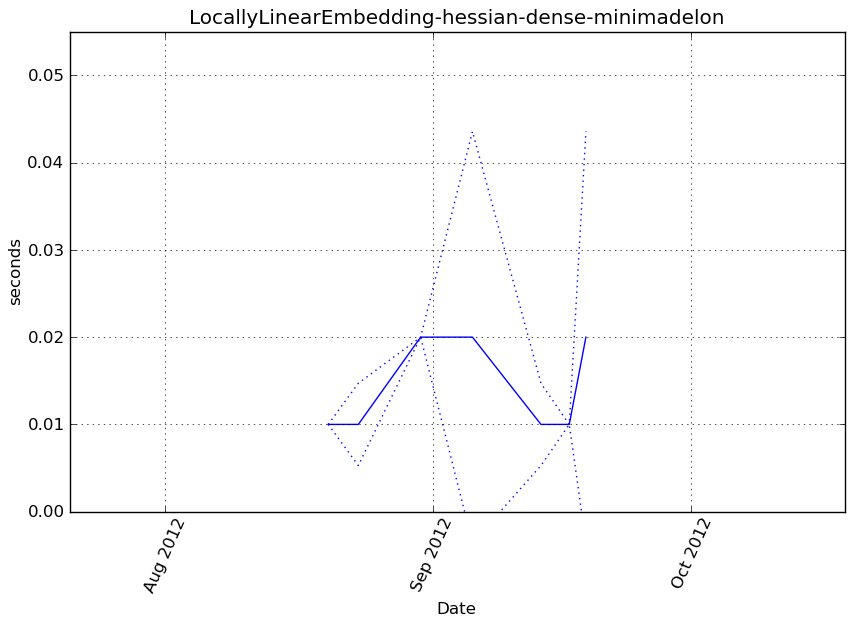 LocallyLinearEmbedding-hessian-dense-minimadelon
0.05
0.04
0.03
0.02
0.01
0.00
seconds
Aug 2012
Sep 2012
Oct 2012
Date